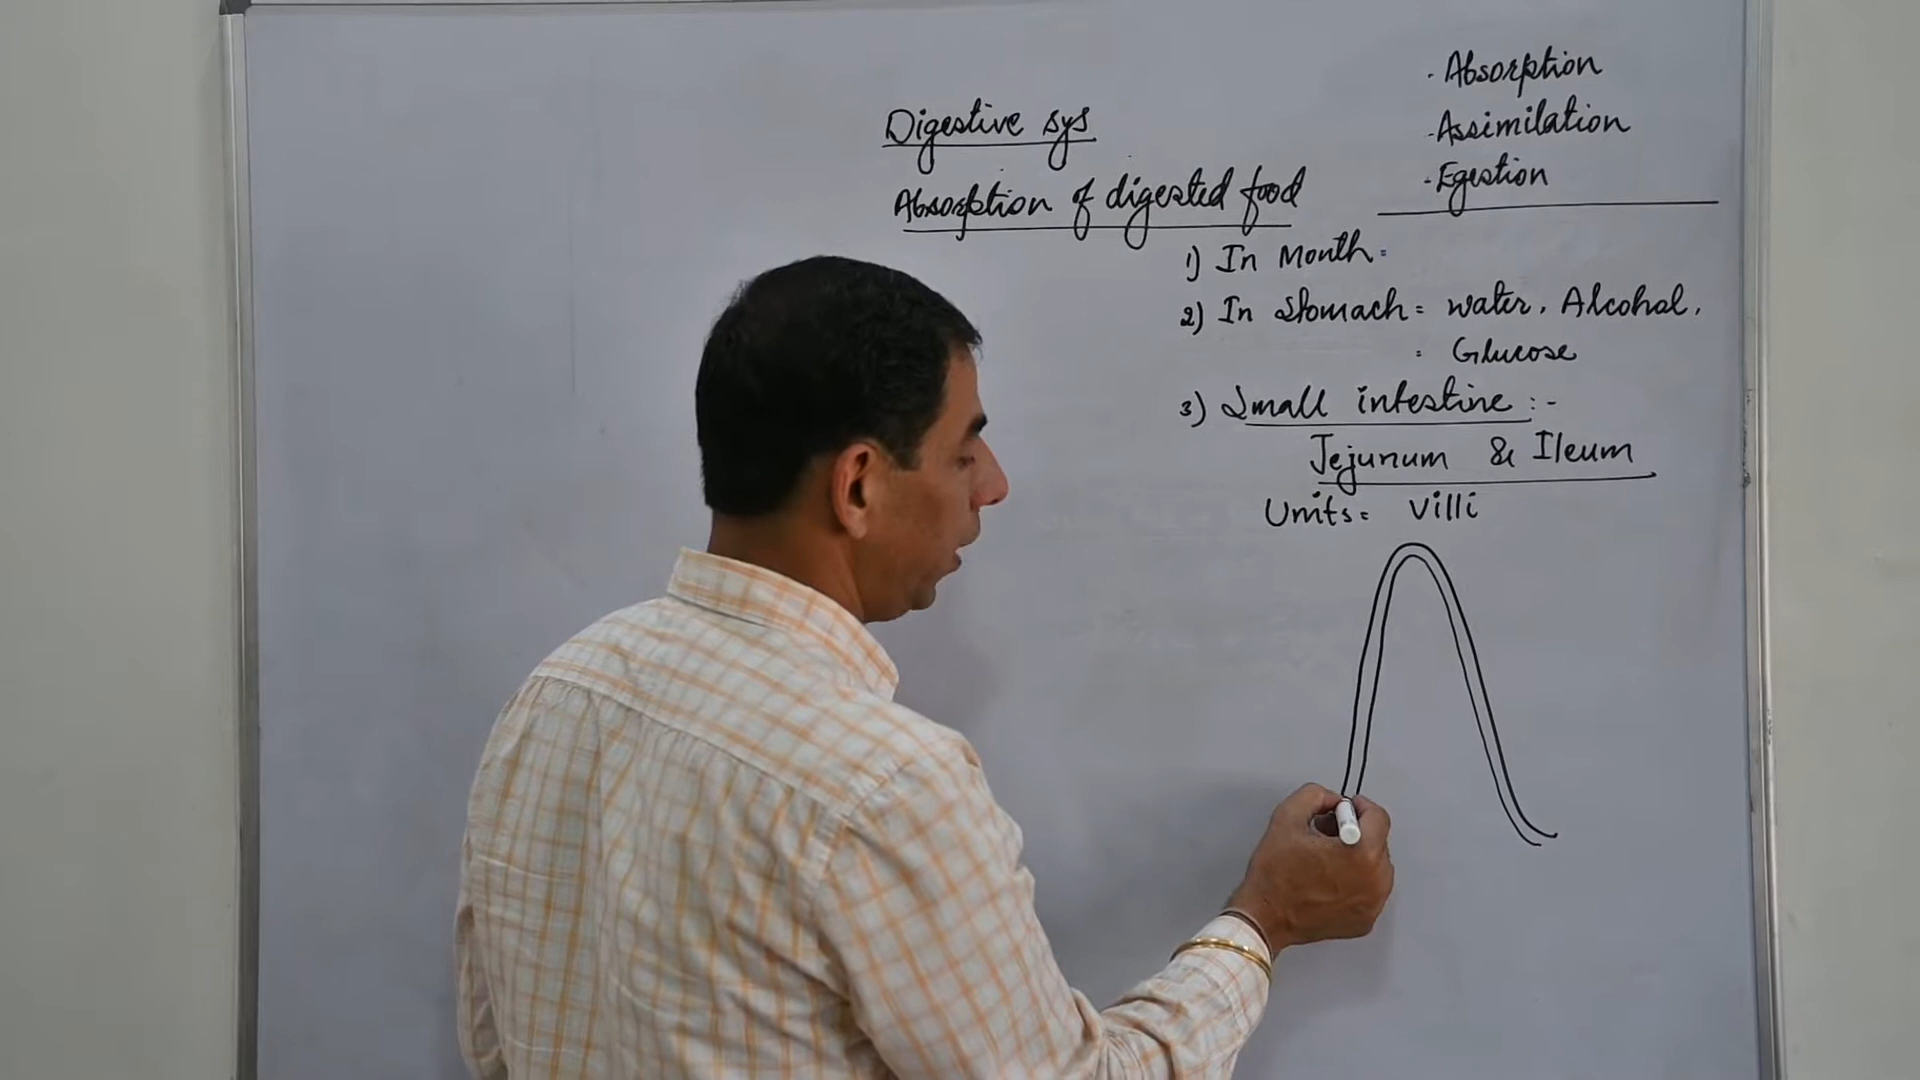 Digestive sys
Absorption of digested food
· Absorption
- Assimilation
- Egestion
1) In Mouth =
2) In Stomach = water, Alcohal,
= Glucose
3) Small intestine :-
Jejunum & Ileum
Units = Villi